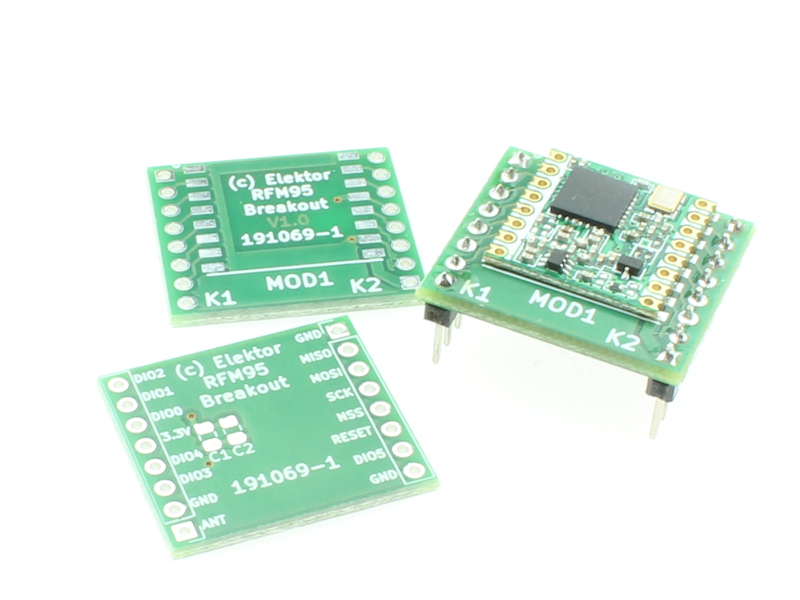 (c) Elektor
RFM95
Breakout
V1.0
191069-1
K1
MOD1
K2
K1
MOD1
K2
(c) Elektor
RFM95
Breakout
DIO2
DIO1
DIO0
3.3V
DIO4
DIO3
GND
ANT
C1
C2
191069-1
GND
MISO
MOSI
SCK
NSS
RESET
DIO5
GND